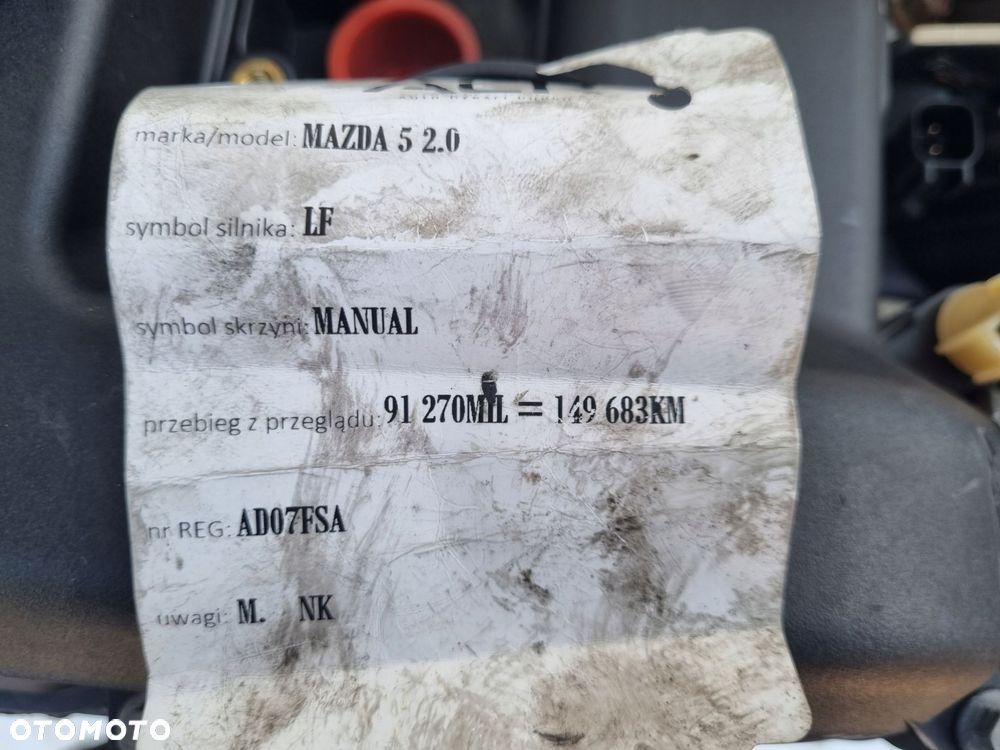 marka/model: MAZDA 5 2.0
symbol silnika: LF
symbol skrzyni: MANUAL
przebieg z przeglądu: 91 270MIL = 149 683KM
nr REG: AD07FSA
uwagi: M. NK
OTOMOTO